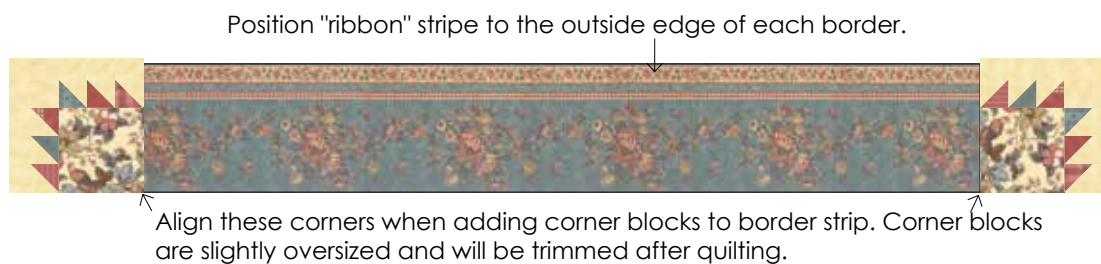 Position "ribbon" stripe to the outside edge of each border.
Align these corners when adding corner blocks to border strip. Corner blocks
are slightly oversized and will be trimmed after quilting.